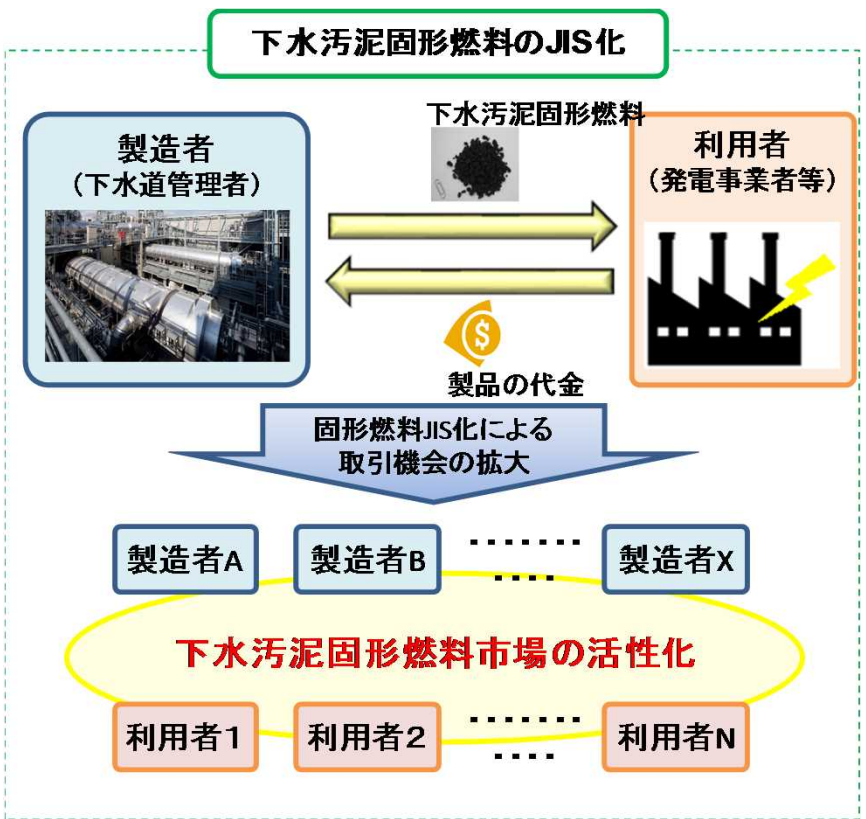 下水汚泥固形燃料のJIS化
下水汚泥固形燃料
製造者
（下水道管理者）
利用者
（発電事業者等）
$
製品の代金
固形燃料JIS化による
取引機会の拡大
製造者A
製造者B
製造者X
下水汚泥固形燃料市場の活性化
利用者1
利用者2
利用者N